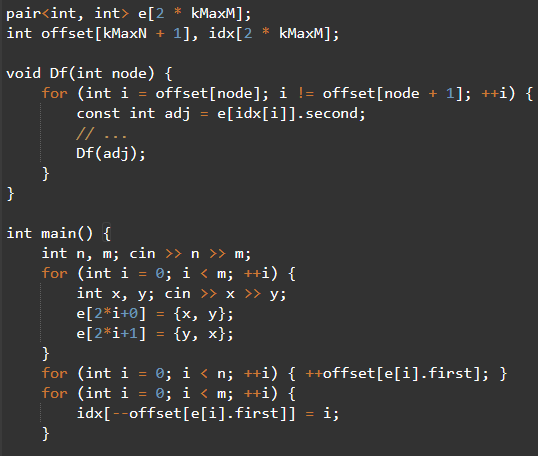 pair<int, int> e[2 * kMaxM];
int offset[kMaxN + 1], idx[2 * kMaxM];

void Df(int node) {
    for (int i = offset[node]; i != offset[node + 1]; ++i) {
        const int adj = e[idx[i]].second;
        // ...
        Df(adj);
    }
}

int main() {
    int n, m; cin >> n >> m;
    for (int i = 0; i < m; ++i) {
        int x, y; cin >> x >> y;
        e[2*i+0] = {x, y};
        e[2*i+1] = {y, x};
    }
    for (int i = 0; i < n; ++i) { ++offset[e[i].first]; }
    for (int i = 0; i < m; ++i) {
        idx[--offset[e[i].first]] = i;
    }